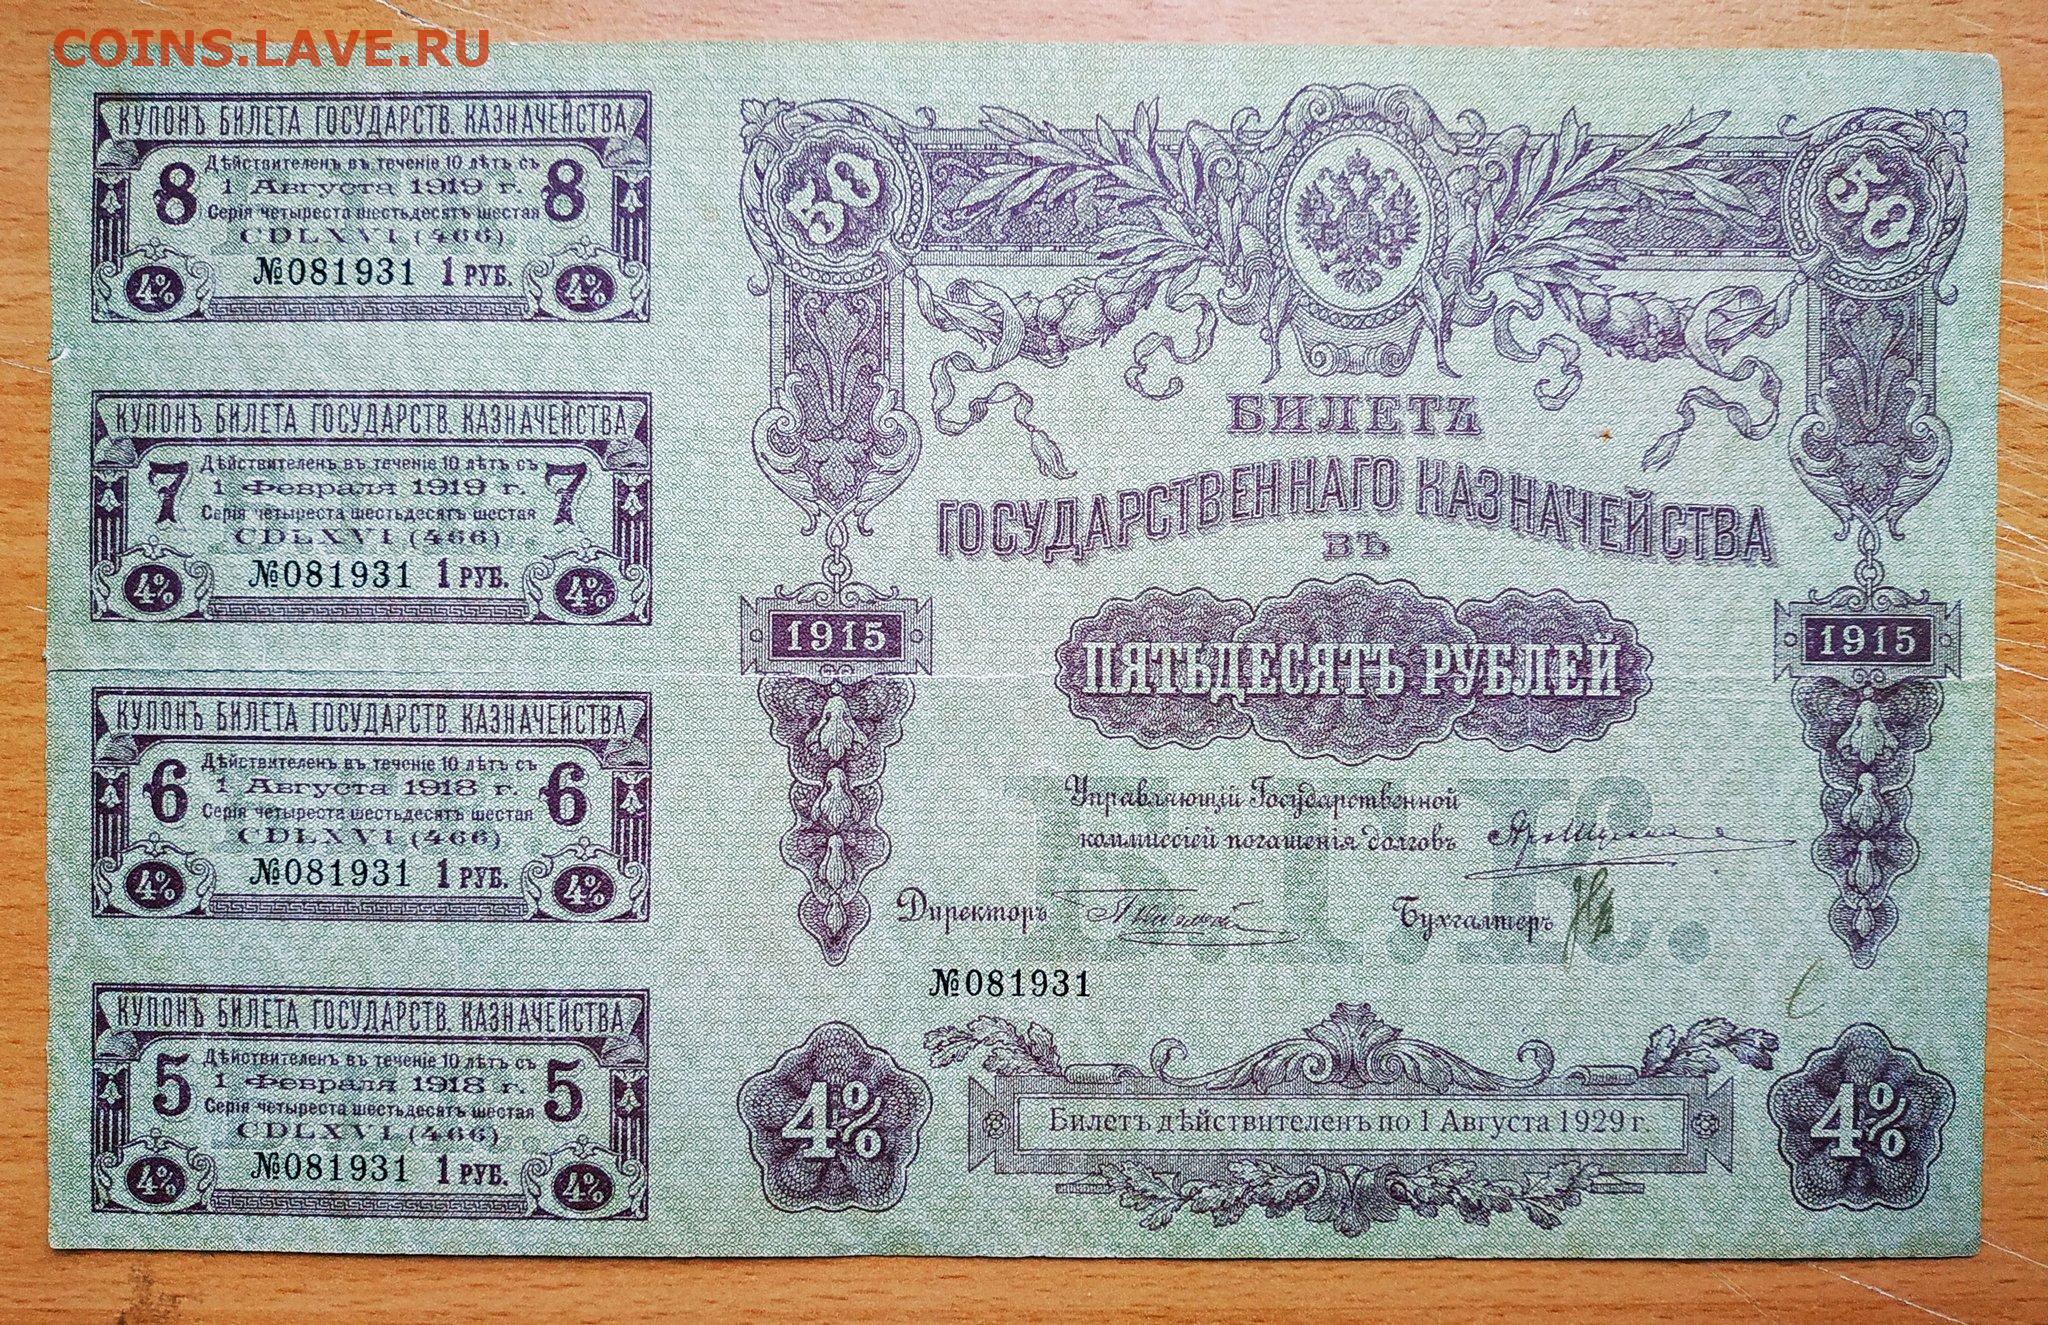 COINS.LAVE.RU
КУПОНЪ БИЛЕТА ГОСУДАРСТВ. КАЗНАЧЕЙСТВА
8 Дѣйствителенъ въ теченіе 10 лѣтъ съ 8
1 Августа 1919 г.
Серія четыреста шестьдесятъ шестая
CDLXVI (466)
№081931 1 РУБ.
4% 4%
КУПОНЪ БИЛЕТА ГОСУДАРСТВ. КАЗНАЧЕЙСТВА
7 Дѣйствителенъ въ теченіе 10 лѣтъ съ 7
1 Февраля 1919 г.
Серія четыреста шестьдесятъ шестая
CDLXVI (466)
№081931 1 РУБ.
4% 4%
КУПОНЪ БИЛЕТА ГОСУДАРСТВ. КАЗНАЧЕЙСТВА
6 Дѣйствителенъ въ теченіе 10 лѣтъ съ 6
1 Августа 1918 г.
Серія четыреста шестьдесятъ шестая
CDLXVI (466)
№081931 1 РУБ.
4% 4%
КУПОНЪ БИЛЕТА ГОСУДАРСТВ. КАЗНАЧЕЙСТВА
5 Дѣйствителенъ въ теченіе 10 лѣтъ съ 5
1 Февраля 1918 г.
Серія четыреста шестьдесятъ шестая
CDLXVI (466)
№081931 1 РУБ.
4% 4%
50 50
БИЛЕТЪ
ГОСУДАРСТВЕННАГО КАЗНАЧЕЙСТВА
ВЪ
1915 ПЯТЬДЕСЯТЪ РУБЛЕЙ 1915
Управляющій Государственной
коммиссіей погашенія долговъ
Директоръ Бухгалтеръ
№081931
4% Билетъ дѣйствителенъ по 1 Августа 1929 г. 4%